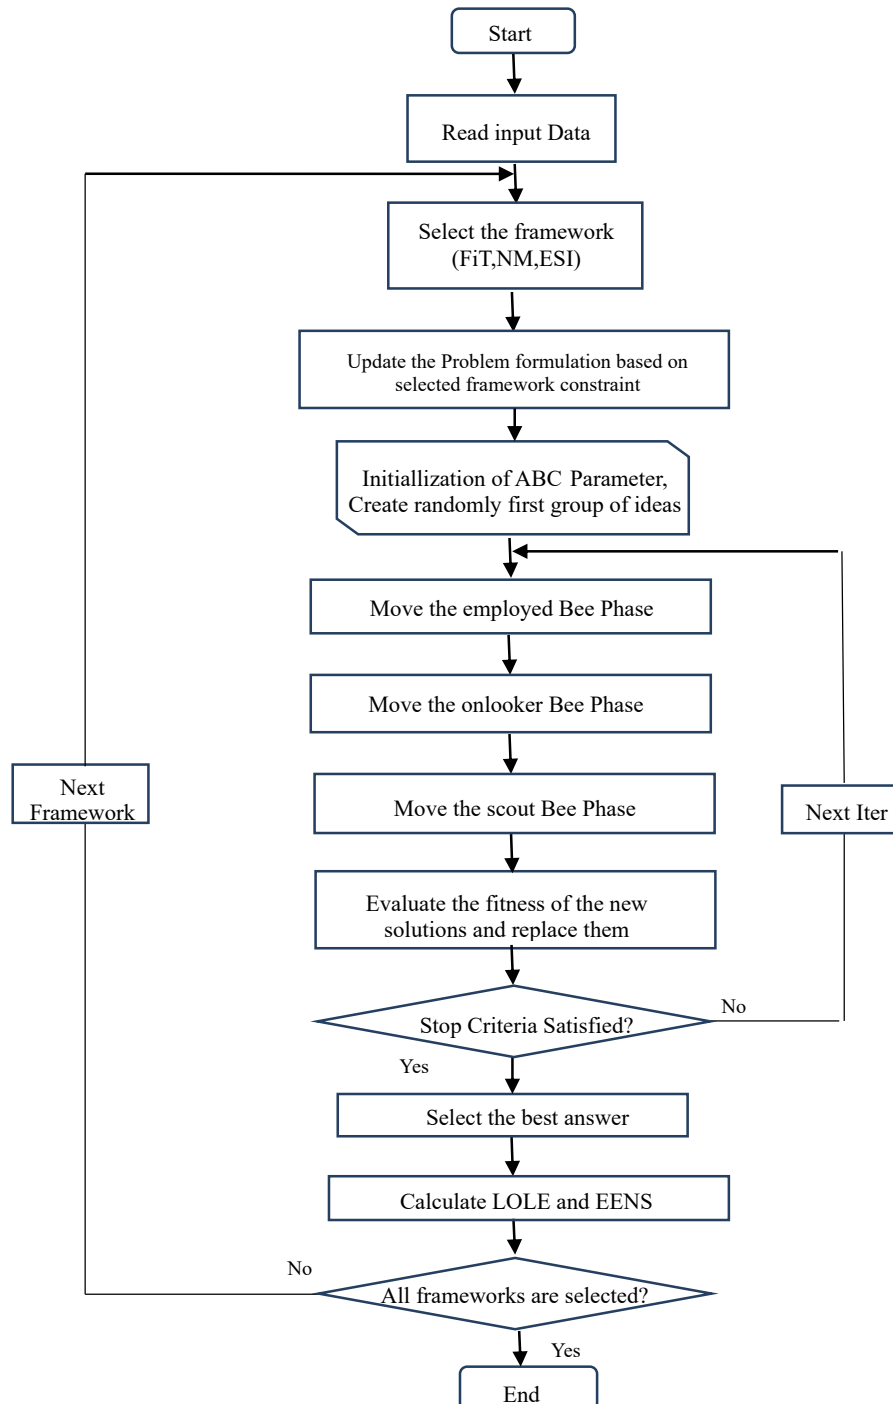 Start
Read input Data
Select the framework
(FiT,NM,ESI)
Update the Problem formulation based on
selected framework constraint
Initiallization of ABC Parameter,
Create randomly first group of ideas
Move the employed Bee Phase
Move the onlooker Bee Phase
Next
Framework
Move the scout Bee Phase
Next Iter
Evaluate the fitness of the new
solutions and replace them
No
Stop Criteria Satisfied?
Yes
Select the best answer
Calculate LOLE and EENS
No
All frameworks are selected?
Yes
End